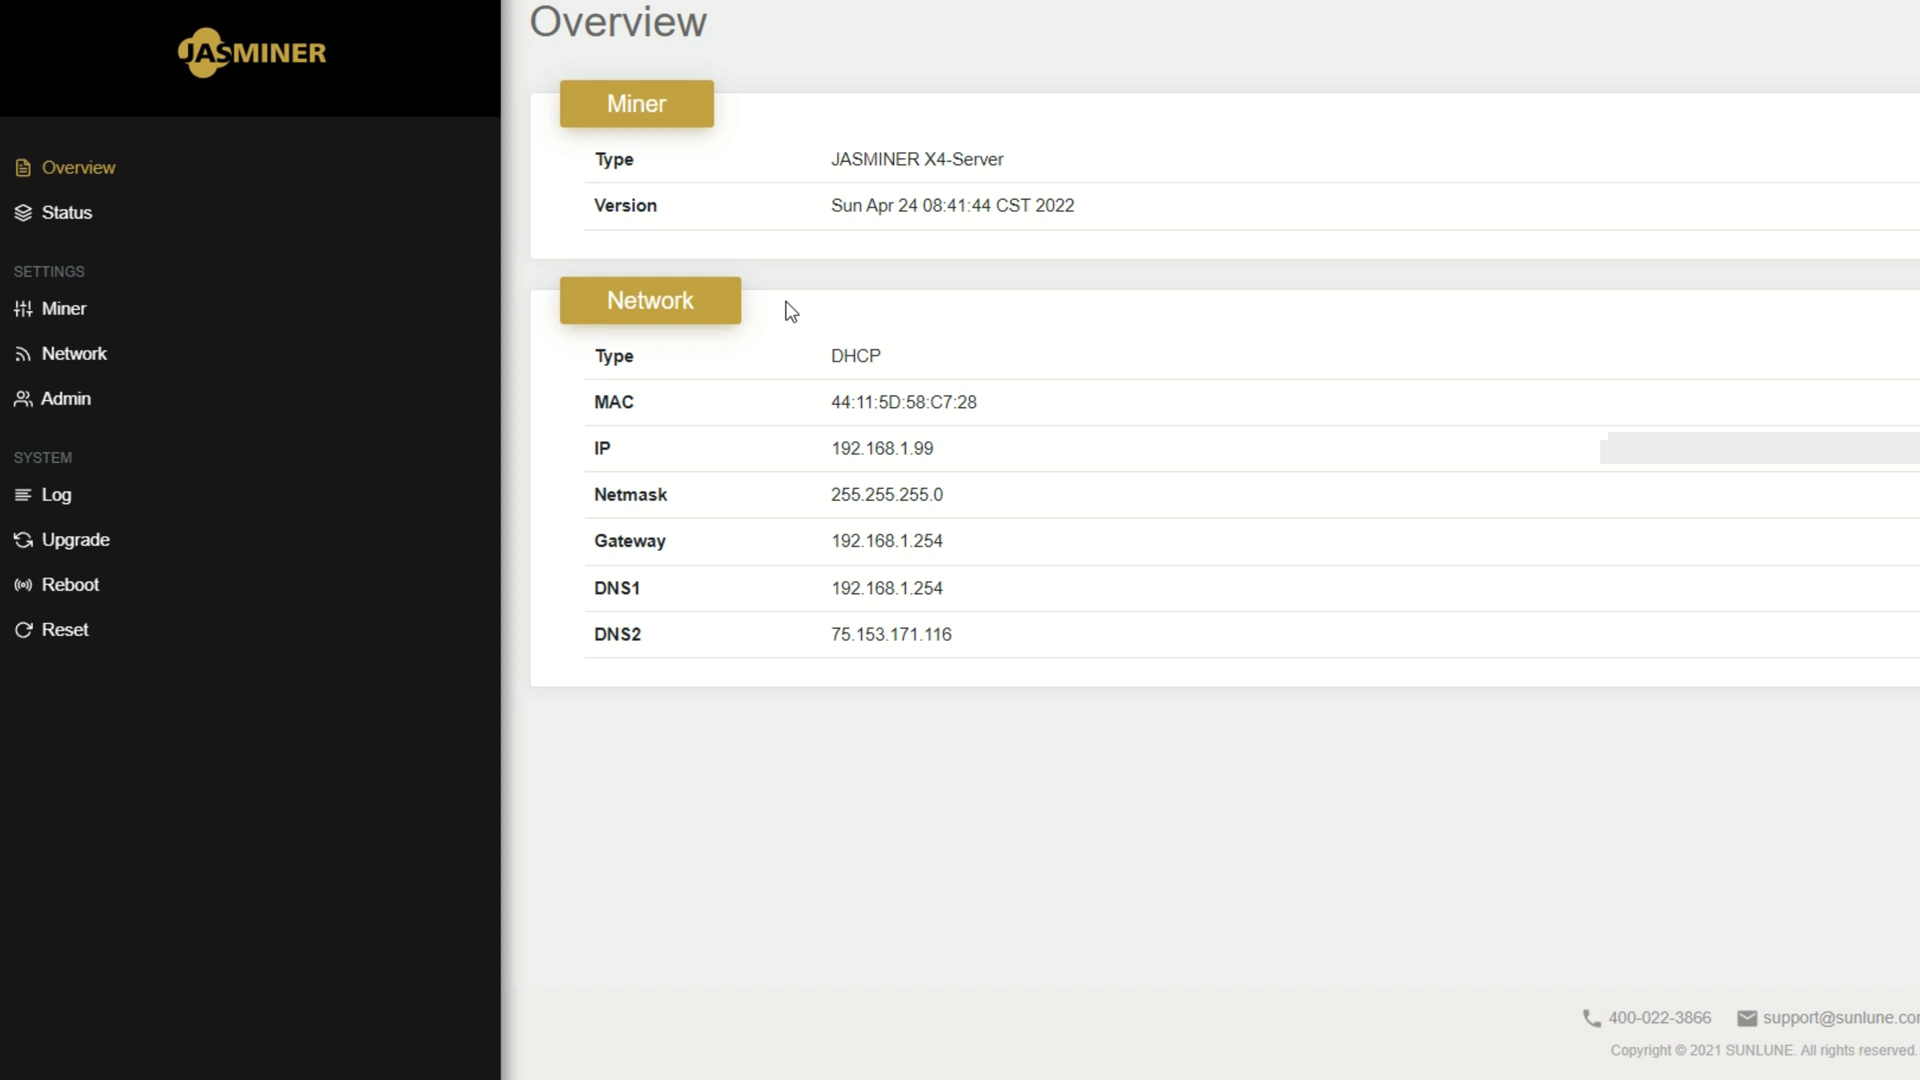 JASMINER
Overview
Status
SETTINGS
Miner
Network
Admin
SYSTEM
Log
Upgrade
Reboot
Reset
Overview
Miner
Type JASMINER X4-Server
Version Sun Apr 24 08:41:44 CST 2022
Network
Type DHCP
MAC 44:11:5D:58:C7:28
IP 192.168.1.99
Netmask 255.255.255.0
Gateway 192.168.1.254
DNS1 192.168.1.254
DNS2 75.153.171.116
400-022-3866 support@sunlune.com
Copyright © 2021 SUNLUNE. All rights reserved.